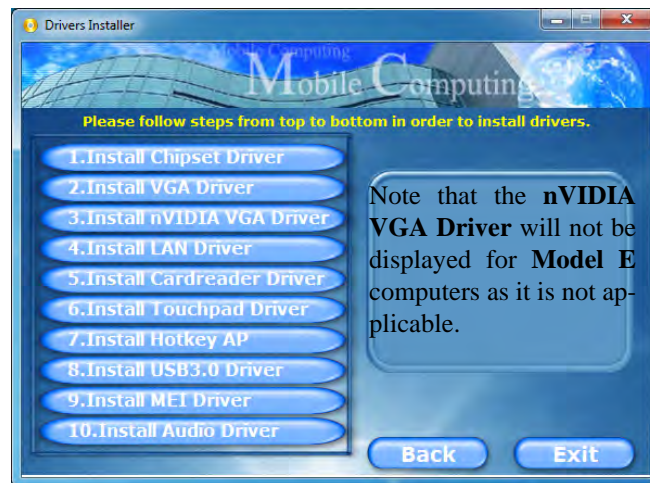 Drivers Installer
Mobile Computing
Mobile Computing
Please follow steps from top to bottom in order to install drivers.
1.Install Chipset Driver
2.Install VGA Driver
3.Install nVIDIA VGA Driver
4.Install LAN Driver
5.Install Cardreader Driver
6.Install Touchpad Driver
7.Install Hotkey AP
8.Install USB3.0 Driver
9.Install MEI Driver
10.Install Audio Driver
Note that the nVIDIA
VGA Driver will not be
displayed for Model E
computers as it is not ap-
plicable.
Back
Exit